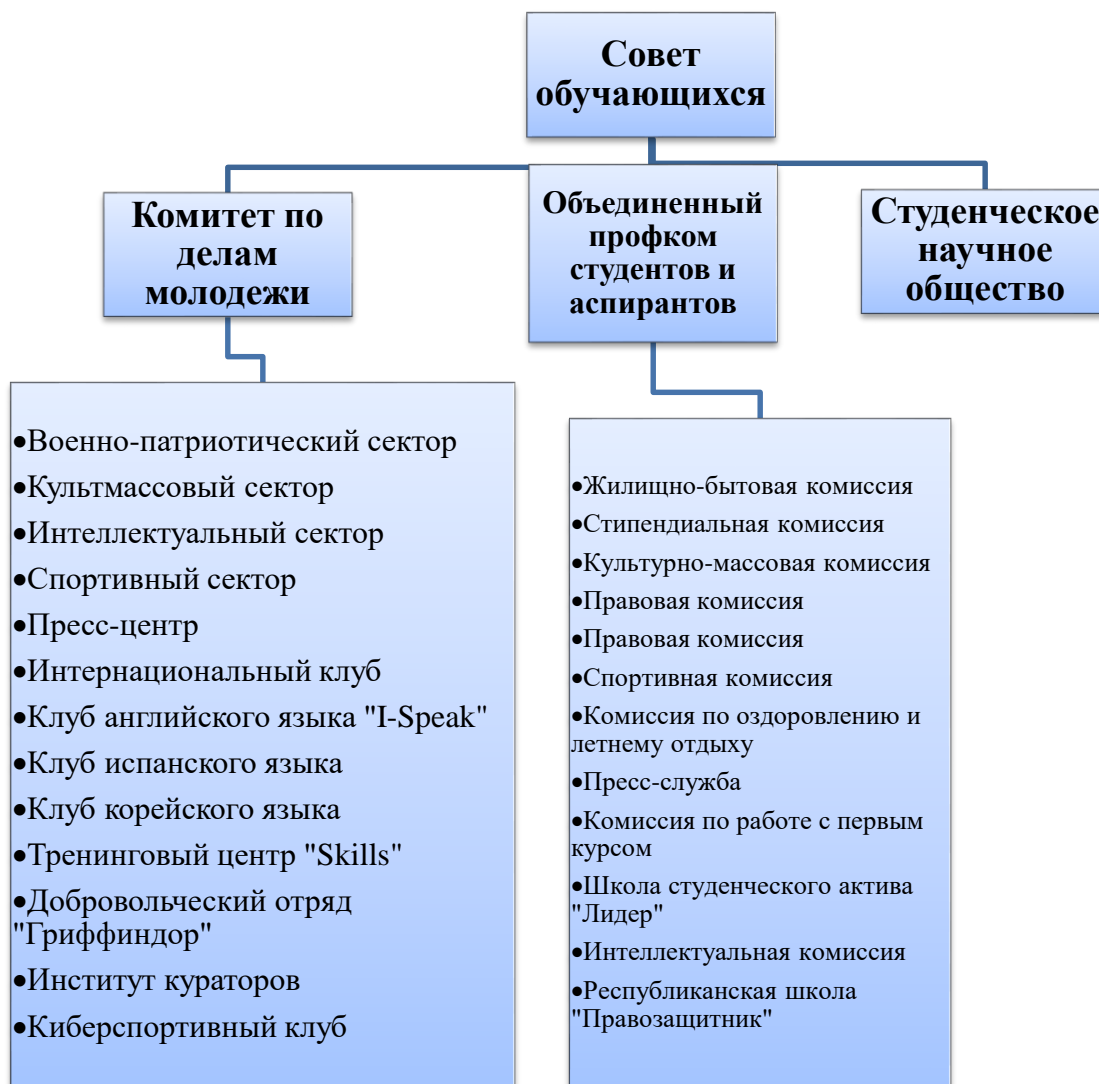 Совет
обучающихся
Комитет по
делам
молодежи
Объединенный
профком
студентов и
аспирантов
Студенческое
научное
общество
•Военно-патриотический сектор
•Культмассовый сектор
•Интеллектуальный сектор
•Спортивный сектор
•Пресс-центр
•Интернациональный клуб
•Клуб английского языка "I-Speak"
•Клуб испанского языка
•Клуб корейского языка
•Тренинговый центр "Skills"
•Добровольческий отряд
"Гриффиндор"
•Институт кураторов
•Киберспортивный клуб
•Жилищно-бытовая комиссия
•Стипендиальная комиссия
•Культурно-массовая комиссия
•Правовая комиссия
•Правовая комиссия
•Спортивная комиссия
•Комиссия по оздоровлению и
летнему отдыху
•Пресс-служба
•Комиссия по работе с первым
курсом
•Школа студенческого актива
"Лидер"
•Интеллектуальная комиссия
•Республиканская школа
"Правозащитник"